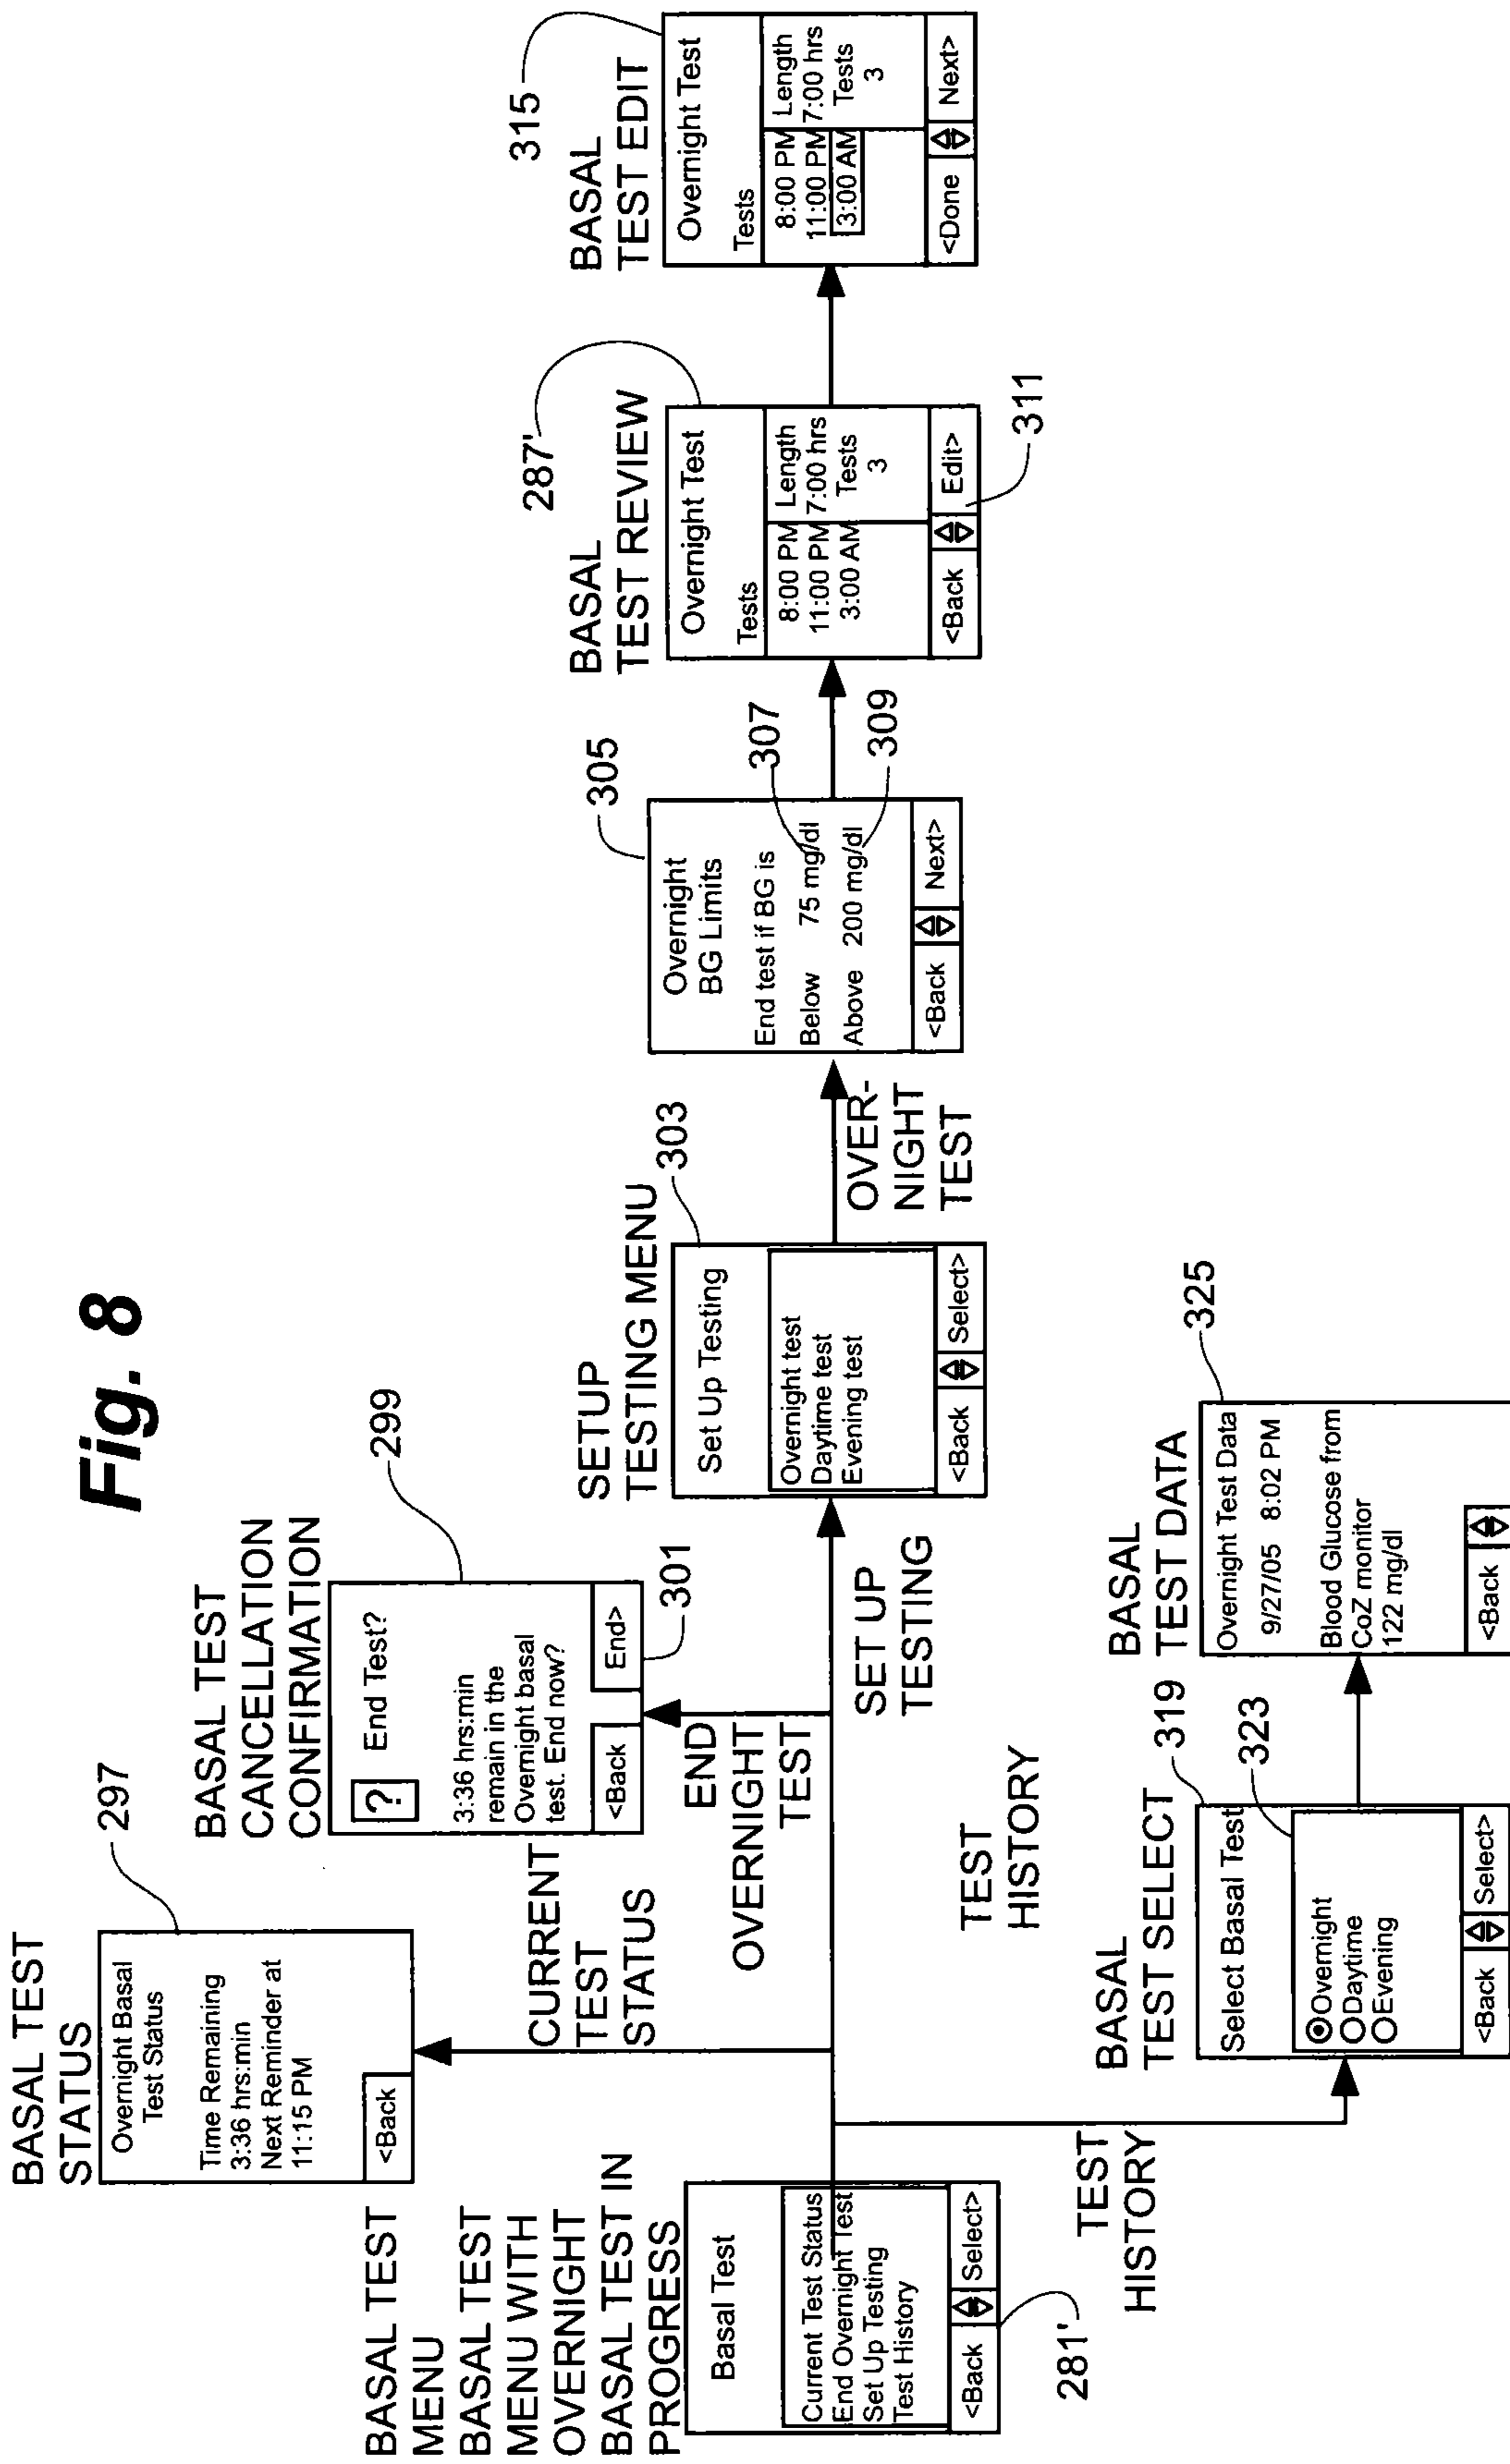 Fig. 8
BASAL TEST
STATUS
297
Overnight Basal
Test Status
Time Remaining
3:36 hrs:min
Next Reminder at
11:15 PM
<Back
CURRENT
TEST
STATUS
BASAL TEST
CANCELLATION
CONFIRMATION
299
? End Test?
3:36 hrs:min
remain in the
Overnight basal
test. End now?
<Back End>
301
END
OVERNIGHT
TEST
BASAL TEST
MENU
BASAL TEST
MENU WITH
OVERNIGHT
BASAL TEST IN
PROGRESS
Basal Test
Current Test Status
End Overnight Test
Set Up Testing
Test History
<Back Select>
281'
SET UP
TESTING
SETUP
TESTING MENU
303
Set Up Testing
Overnight test
Daytime test
Evening test
<Back Select>
OVER-
NIGHT
TEST
305
Overnight
BG Limits
End test if BG is
Below 75 mg/dl
307
Above 200 mg/dl
309
<Back Next>
BASAL
TEST REVIEW
287'
Overnight Test
Tests
8:00 PM
11:00 PM
3:00 AM
Length
7:00 hrs
Tests
3
<Back Edit>
311
BASAL
TEST EDIT
315
Overnight Test
Tests
8:00 PM
11:00 PM
3:00 AM
Length
7:00 hrs
Tests
3
<Done Next>
TEST
HISTORY
TEST
HISTORY
BASAL
TEST SELECT
319
Select Basal Test
323
Overnight
Daytime
Evening
<Back Select>
BASAL
TEST DATA
325
Overnight Test Data
9/27/05 8:02 PM
Blood Glucose from
CoZ monitor
122 mg/dl
<Back